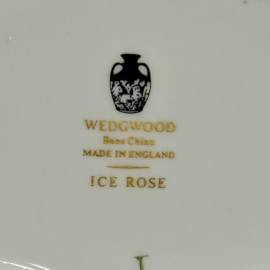 WEDGWOOD
Bone China
MADE IN ENGLAND
ICE ROSE